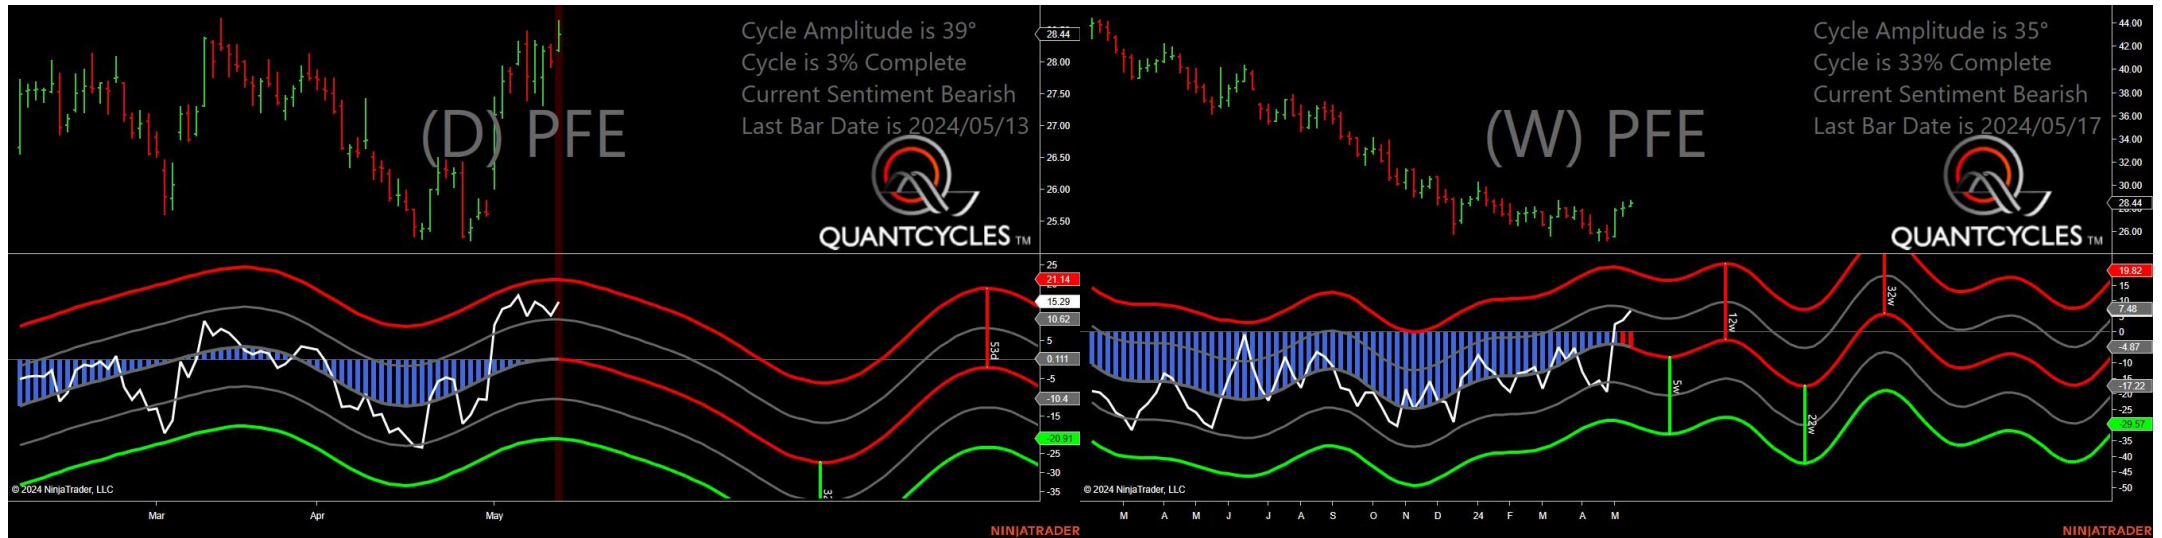 Cycle Amplitude is 39°
Cycle is 3% Complete
Current Sentiment Bearish
Last Bar Date is 2024/05/13
(D) PFE
QUANTCYCLES TM
28.44
28.00
27.50
27.00
26.50
26.00
25.50
25
21.14
15.29
10.62
5
0.111
-5
-10.4
-15
-20.91
-25
-30
-35
53d
© 2024 NinjaTrader, LLC
Mar
Apr
May
NINJATRADER
Cycle Amplitude is 35°
Cycle is 33% Complete
Current Sentiment Bearish
Last Bar Date is 2024/05/17
(W) PFE
QUANTCYCLES TM
44.00
42.00
40.00
38.00
36.00
34.00
32.00
30.00
28.44
26.00
19.82
15
10
7.48
0
-4.87
-10
-17.22
-20
-25
-29.57
-35
-40
-45
-50
5w
12w
22w
32w
© 2024 NinjaTrader, LLC
M A M J J A S O N D 24 F M A M
NINJATRADER